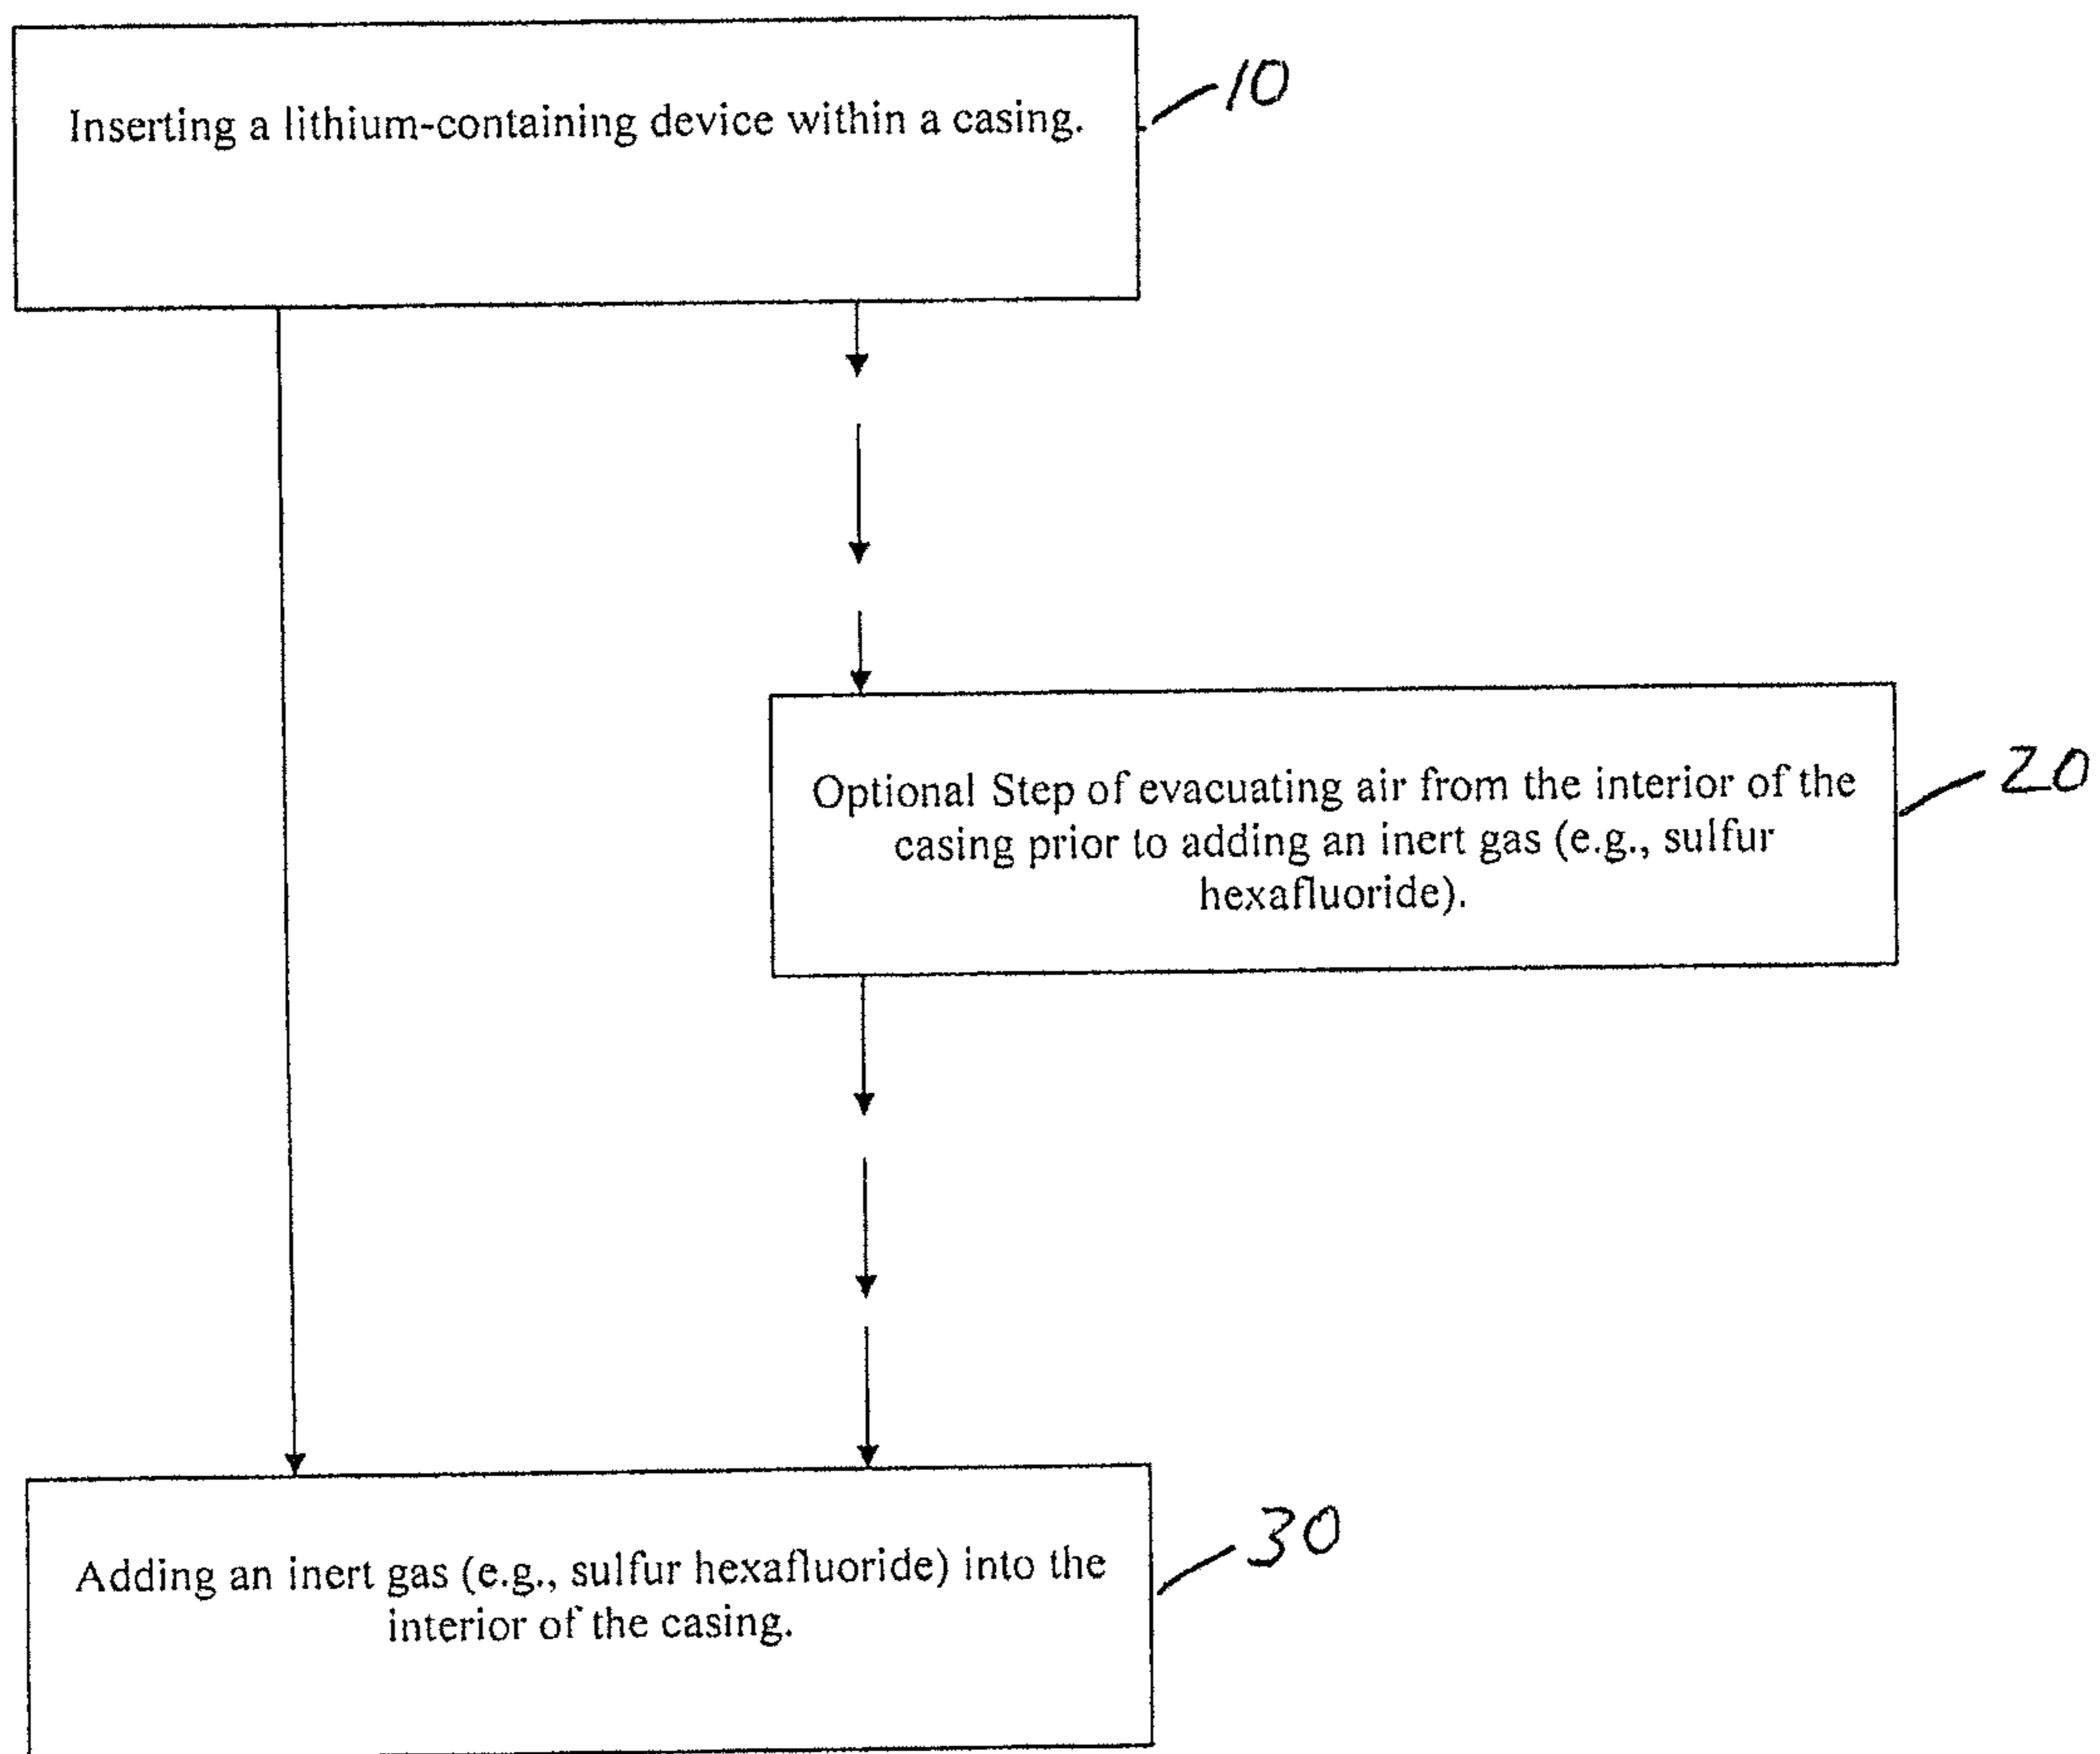 Inserting a lithium-containing device within a casing.
10
Optional Step of evacuating air from the interior of the
casing prior to adding an inert gas (e.g., sulfur
hexafluoride).
20
Adding an inert gas (e.g., sulfur hexafluoride) into the
interior of the casing.
30